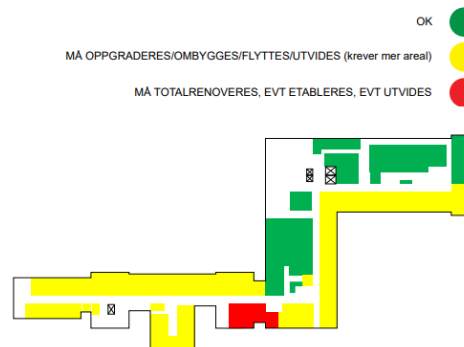 OK
MÅ OPPGRADERES/OMBYGGES/FLYTTES/UTVIDES (krever mer areal)
MÅ TOTALRENOVERES, EVT ETABLERES, EVT UTVIDES